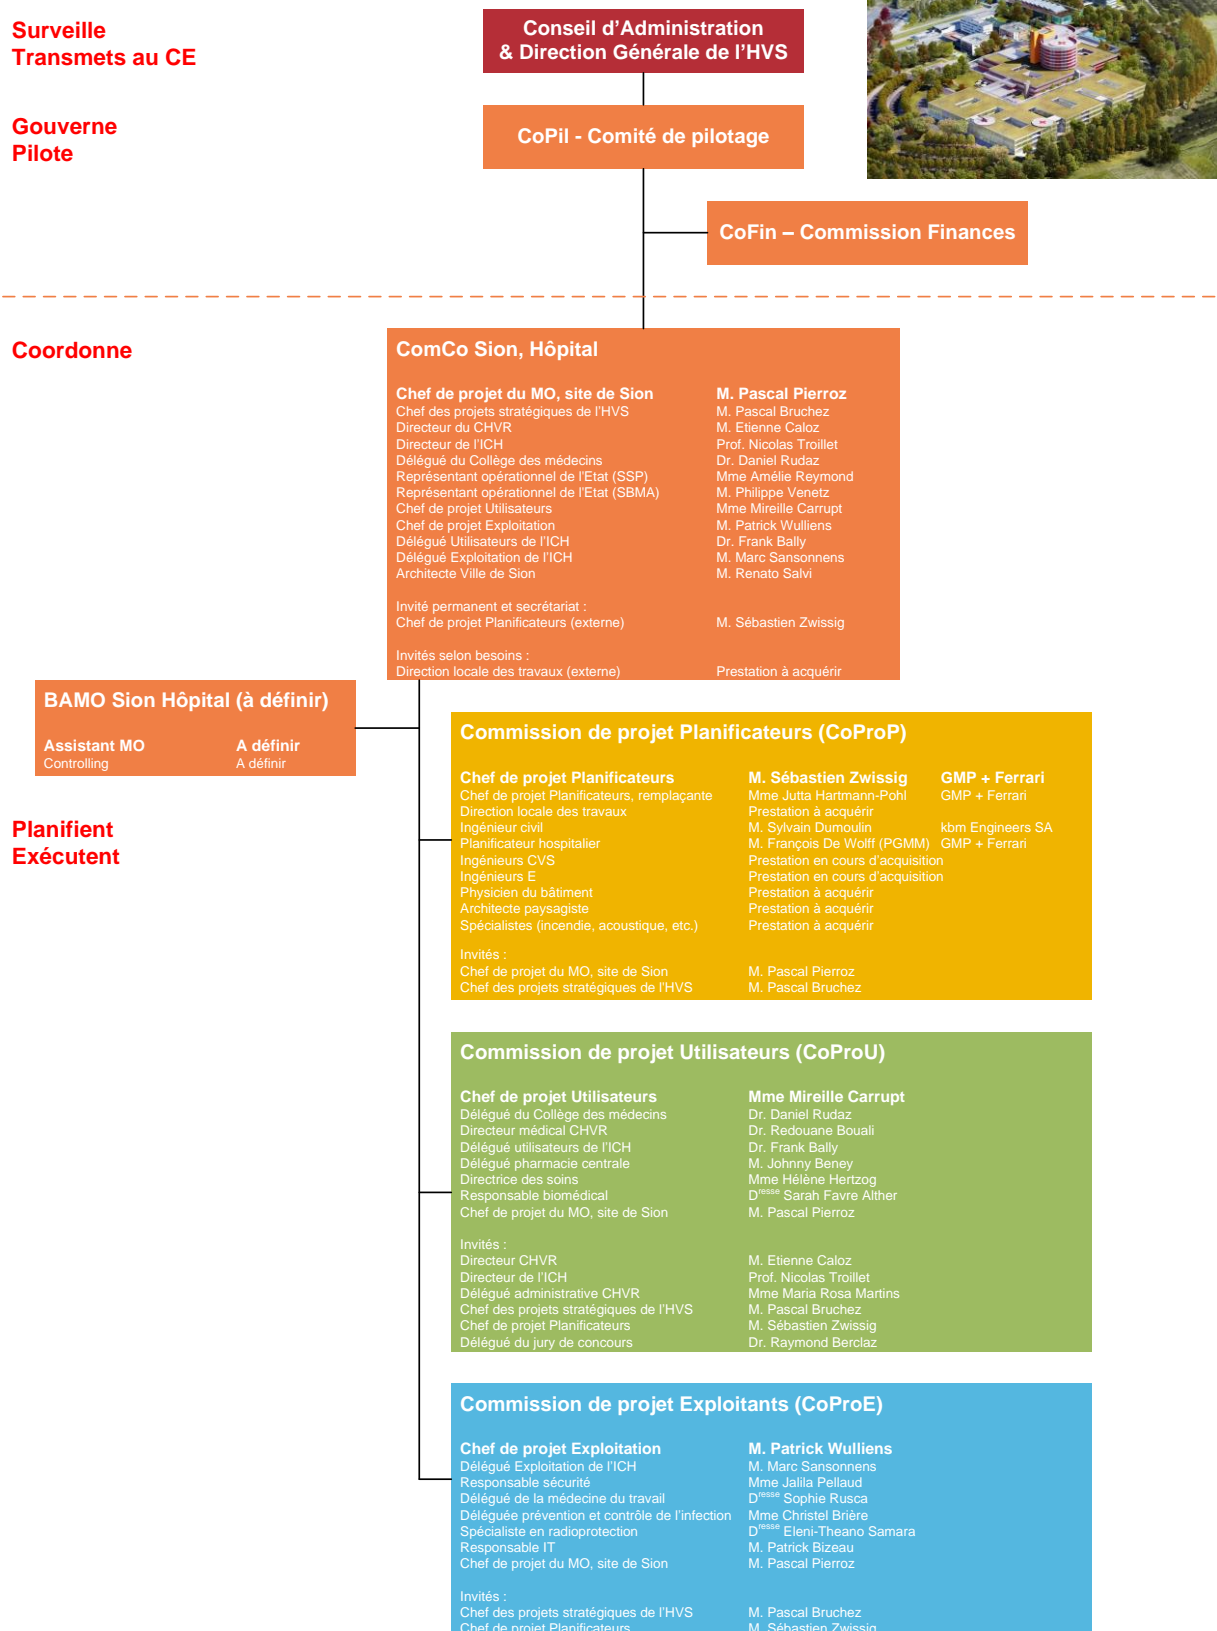 Surveille
Transmets au CE
Conseil d’Administration
& Direction Générale de l’HVS
Gouverne
Pilote
CoPil - Comité de pilotage
CoFin – Commission Finances
Coordonne
ComCo Sion, Hôpital
Chef de projet du MO, site de Sion M. Pascal Pierroz
Chef des projets stratégiques de l’HVS M. Pascal Bruchez
Directeur du CHVR M. Etienne Caloz
Directeur de l’ICH Prof. Nicolas Troillet
Délégué du Collège des médecins Dr. Daniel Rudaz
Représentant opérationnel de l’Etat (SSP) Mme Amélie Reymond
Représentant opérationnel de l’Etat (SBMA) M. Philippe Venetz
Chef de projet Utilisateurs Mme Mireille Carrupt
Chef de projet Exploitation M. Patrick Wulliens
Délégué Utilisateurs de l’ICH Dr. Frank Bally
Délégué Exploitation de l’ICH M. Marc Sansonnens
Architecte Ville de Sion M. Renato Salvi
Invité permanent et secrétariat :
Chef de projet Planificateurs (externe) M. Sébastien Zwissig
Invités selon besoins :
Direction locale des travaux (externe) Prestation à acquérir
BAMO Sion Hôpital (à définir)
Assistant MO A définir
Controlling A définir
Planifient
Exécutent
Commission de projet Planificateurs (CoProP)
Chef de projet Planificateurs M. Sébastien Zwissig GMP + Ferrari
Chef de projet Planificateurs, remplaçante Mme Jutta Hartmann-Pohl GMP + Ferrari
Direction locale des travaux Prestation à acquérir
Ingénieur civil M. Sylvain Dumoulin kbm Engineers SA
Planificateur hospitalier M. François De Wolff (PGMM) GMP + Ferrari
Ingénieurs CVS Prestation en cours d’acquisition
Ingénieurs E Prestation en cours d’acquisition
Physicien du bâtiment Prestation à acquérir
Architecte paysagiste Prestation à acquérir
Spécialistes (incendie, acoustique, etc.) Prestation à acquérir
Invités :
Chef de projet du MO, site de Sion M. Pascal Pierroz
Chef des projets stratégiques de l’HVS M. Pascal Bruchez
Commission de projet Utilisateurs (CoProU)
Chef de projet Utilisateurs Mme Mireille Carrupt
Délégué du Collège des médecins Dr. Daniel Rudaz
Directeur médical CHVR Dr. Redouane Bouali
Délégué utilisateurs de l’ICH Dr. Frank Bally
Délégué pharmacie centrale M. Johnny Beney
Directrice des soins Mme Hélène Hertzog
Responsable biomédical Dresse Sarah Favre Alther
Chef de projet du MO, site de Sion M. Pascal Pierroz
Invités :
Directeur CHVR M. Etienne Caloz
Directeur de l’ICH Prof. Nicolas Troillet
Délégué administrative CHVR Mme Maria Rosa Martins
Chef des projets stratégiques de l’HVS M. Pascal Bruchez
Chef de projet Planificateurs M. Sébastien Zwissig
Délégué du jury de concours Dr. Raymond Berclaz
Commission de projet Exploitants (CoProE)
Chef de projet Exploitation M. Patrick Wulliens
Délégué Exploitation de l’ICH M. Marc Sansonnens
Responsable sécurité Mme Jalila Pellaud
Délégué de la médecine du travail Dresse Sophie Rusca
Déléguée prévention et contrôle de l’infection Mme Christel Brière
Spécialiste en radioprotection Dresse Eleni-Theano Samara
Responsable IT M. Patrick Bizeau
Chef de projet du MO, site de Sion M. Pascal Pierroz
Invités :
Chef des projets stratégiques de l’HVS M. Pascal Bruchez
Chef de projet Planificateurs M. Sébastien Zwissig